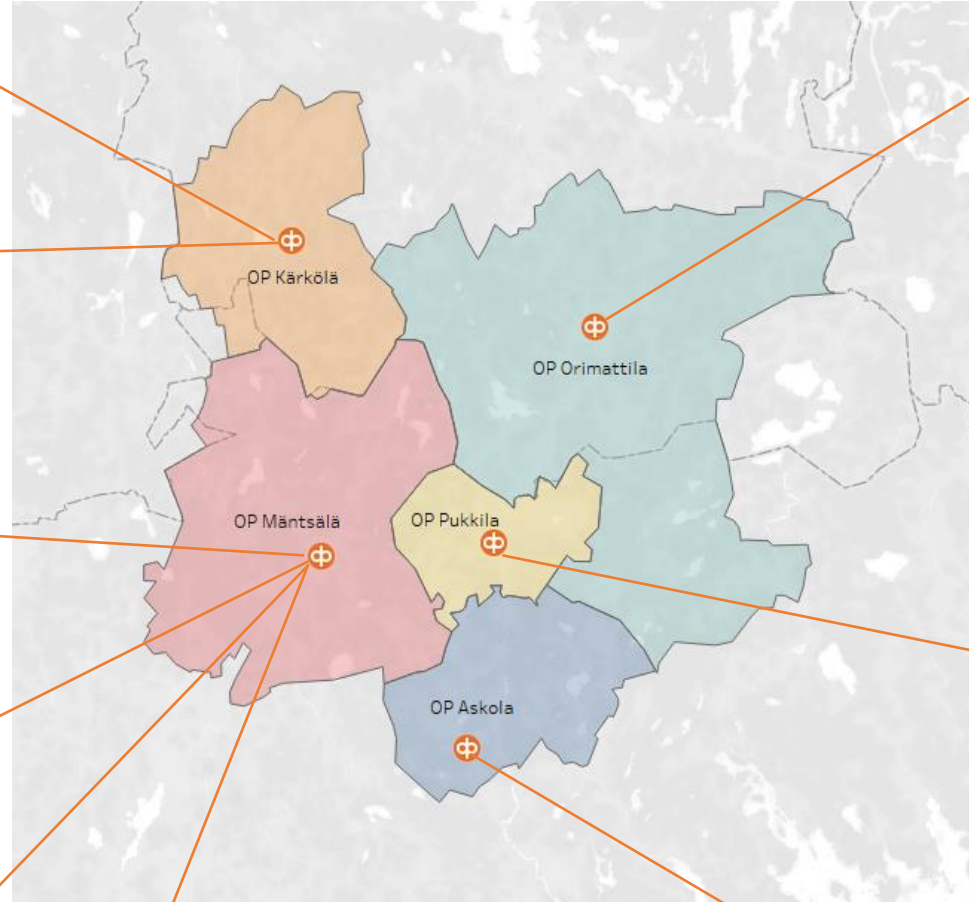 OP Kärkölä
OP Orimattila
OP Mäntsälä
OP Pukkila
OP Askola